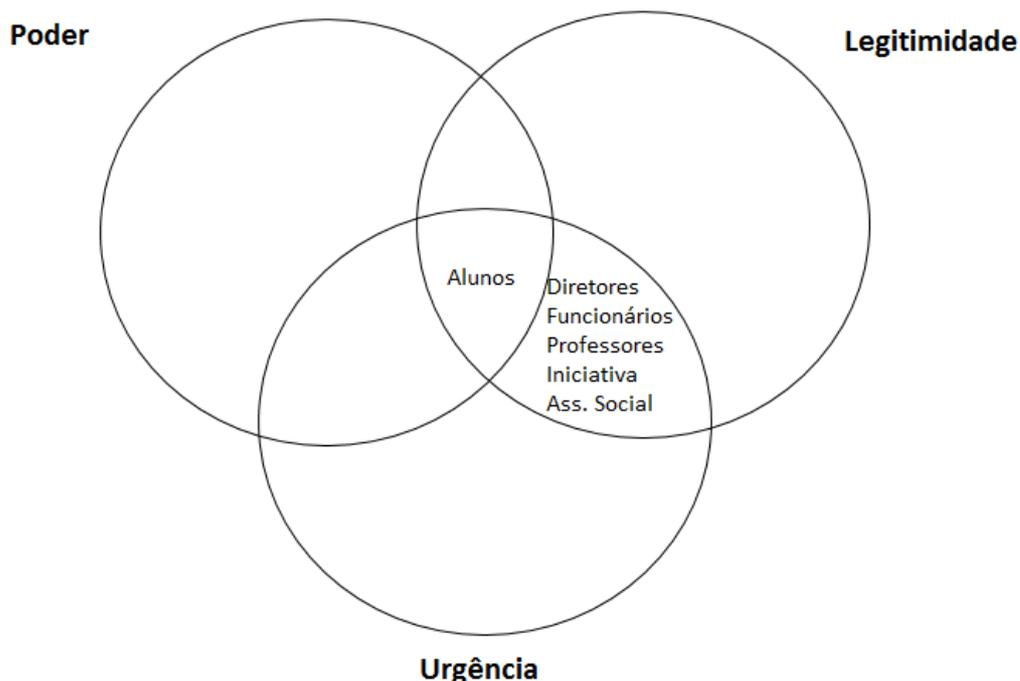 Poder
Legitimidade
Alunos
Diretores
Funcionários
Professores
Iniciativa
Ass. Social
Urgência